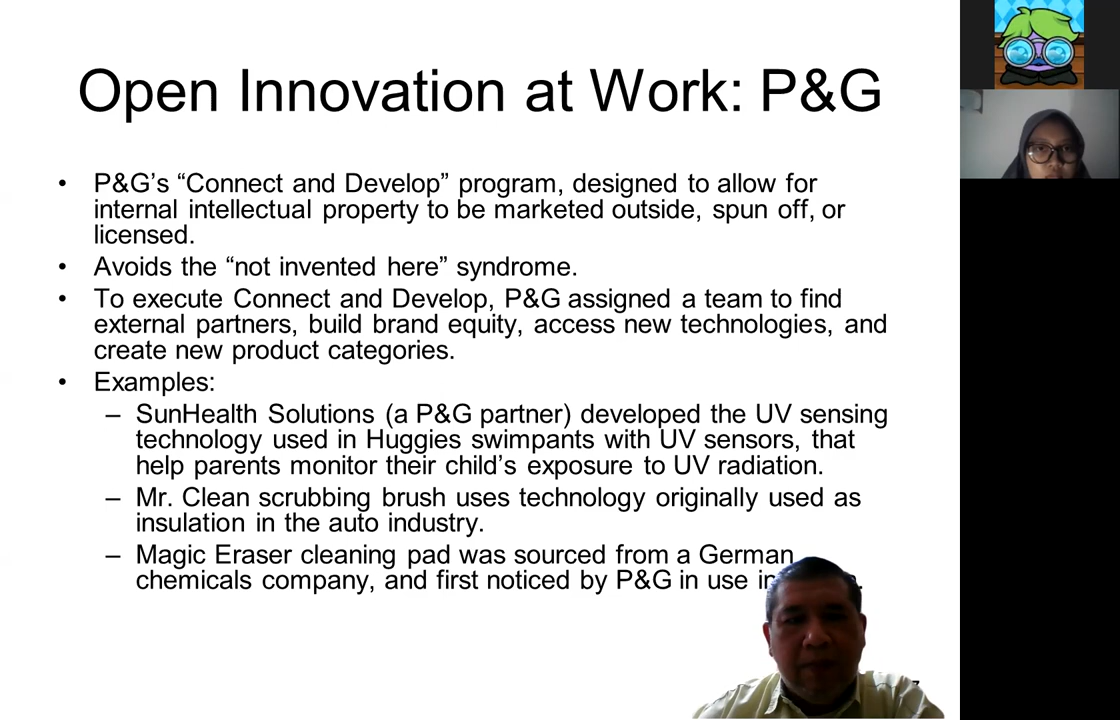 Open Innovation at Work: P&G
• P&G’s “Connect and Develop” program, designed to allow for
internal intellectual property to be marketed outside, spun off, or
licensed.
• Avoids the “not invented here” syndrome.
• To execute Connect and Develop, P&G assigned a team to find
external partners, build brand equity, access new technologies, and
create new product categories.
• Examples:
– SunHealth Solutions (a P&G partner) developed the UV sensing
technology used in Huggies swimpants with UV sensors, that
help parents monitor their child’s exposure to UV radiation.
– Mr. Clean scrubbing brush uses technology originally used as
insulation in the auto industry.
– Magic Eraser cleaning pad was sourced from a German
chemicals company, and first noticed by P&G in use